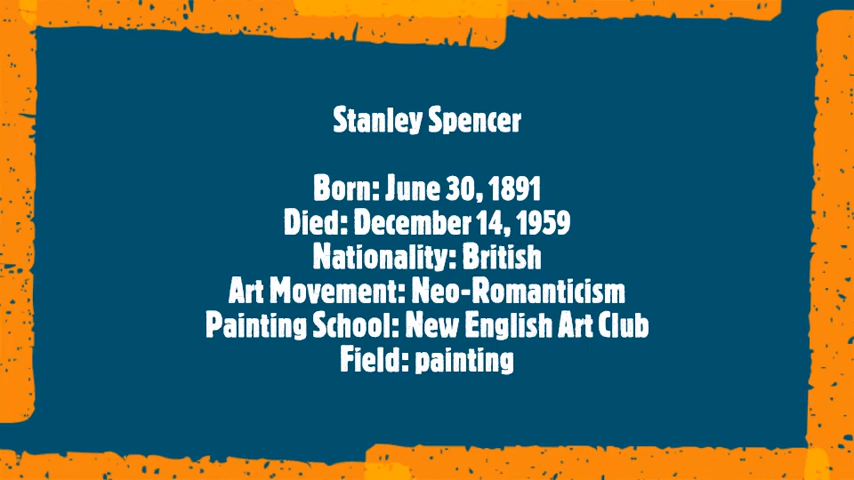 Stanley Spencer
Born: June 30, 1891
Died: December 14, 1959
Nationality: British
Art Movement: Neo-Romanticism
Painting School: New English Art Club
Field: painting